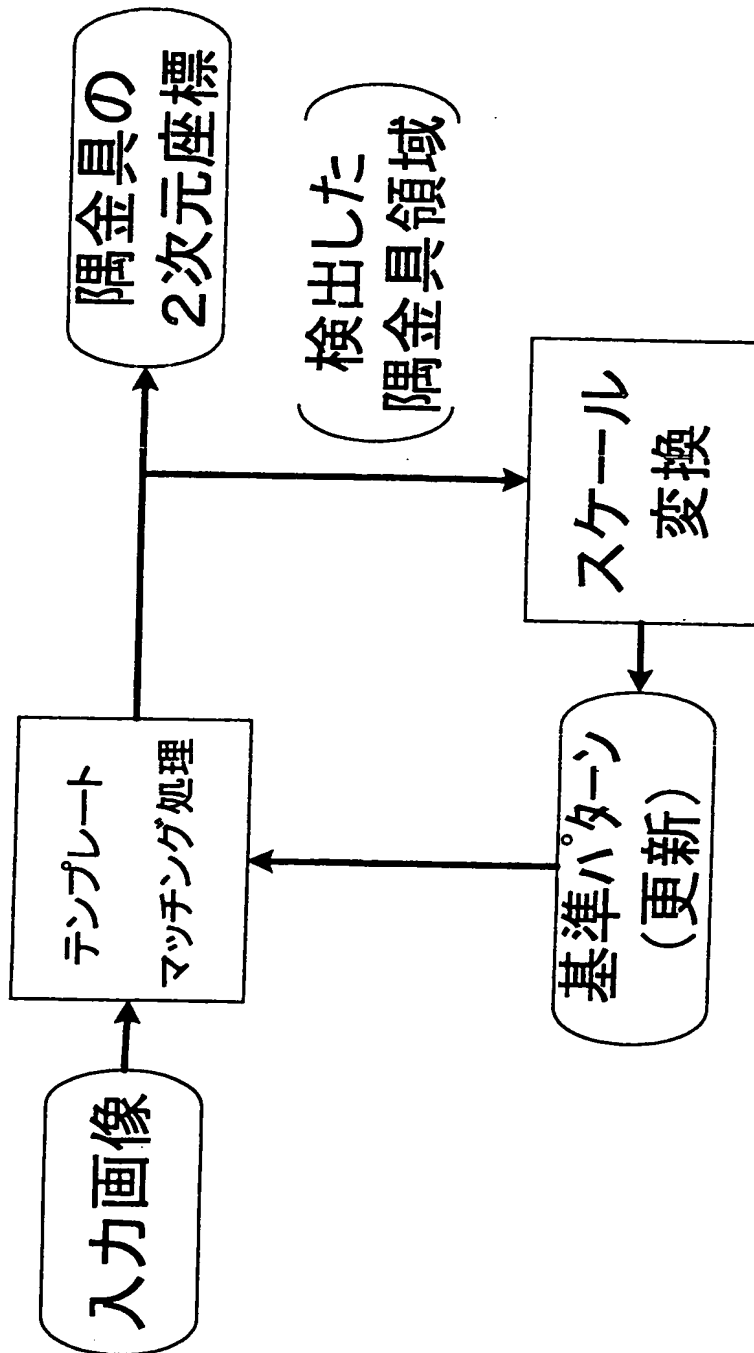 入力画像
テンプレート
マッチング処理
隅金具の
2次元座標
(検出した
隅金具領域)
スケール
変換
基準パターン
(更新)